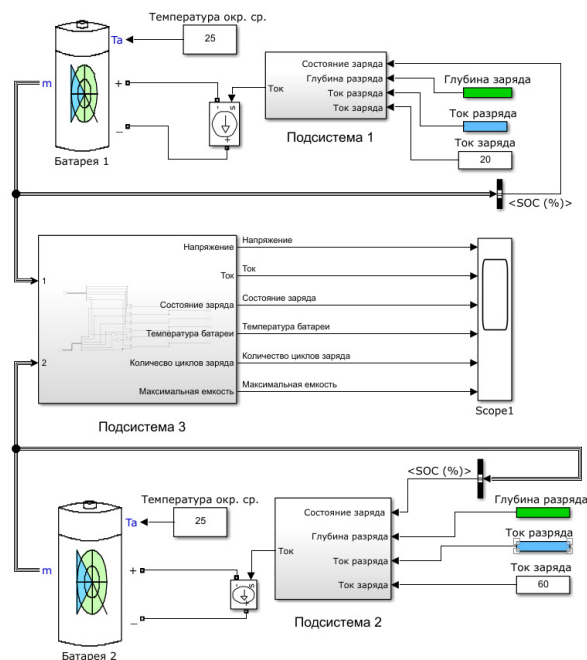 Температура окр. ср.
Ta
25
m
+
_
Батарея 1
- s
+
Ток
Состояние заряда
Глубина разряда
Ток разряда
Ток заряда
Подсистема 1
Глубина заряда
Ток разряда
Ток заряда
20
<SOC (%)>
1
2
Напряжение
Ток
Состояние заряда
Температура батареи
Количесво циклов заряда
Максимальная емкость
Напряжение
Ток
Состояние заряда
Температура батареи
Количество циклов заряда
Максимальная емкость
Scope1
Подсистема 3
<SOC (%)>
Температура окр. ср.
Ta
25
m
+
_
Батарея 2
- s
+
Ток
Состояние заряда
Глубина разряда
Ток разряда
Ток заряда
Подсистема 2
Глубина разряда
Ток разряда
Ток заряда
60